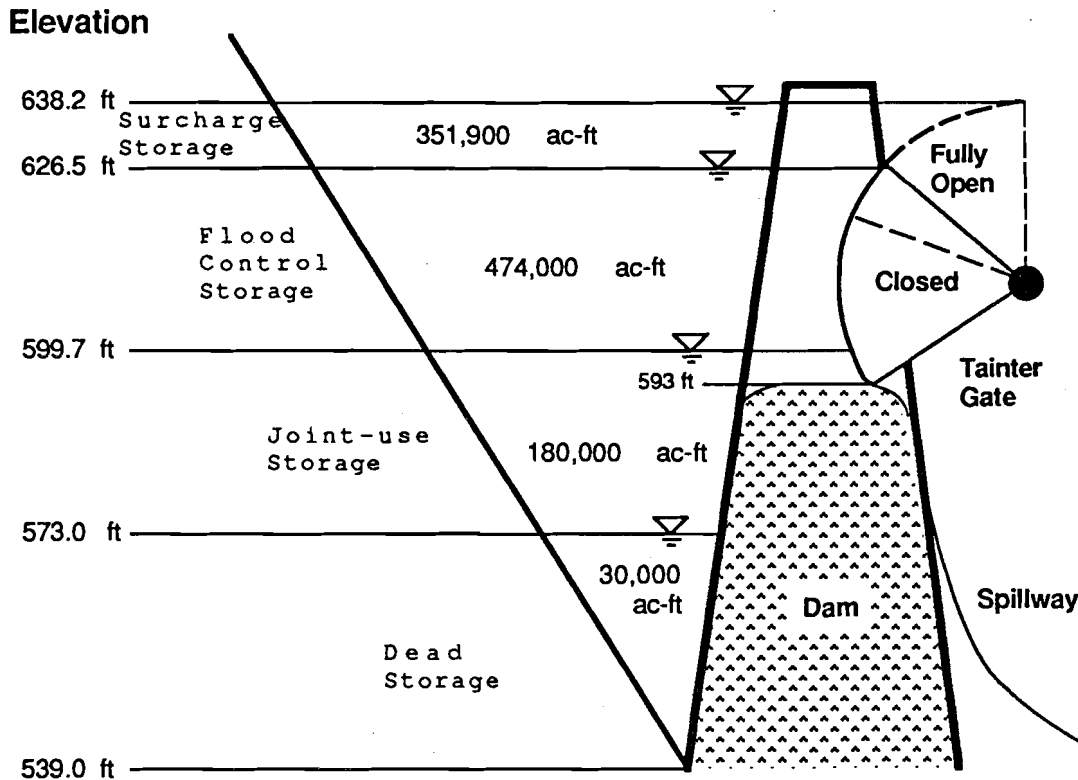 Elevation
638.2 ft
Surcharge
Storage
351,900 ac-ft
626.5 ft
Fully
Open
Flood
Control
Storage
474,000 ac-ft
Closed
599.7 ft
593 ft
Tainter
Gate
Joint-use
Storage
180,000 ac-ft
573.0 ft
30,000
ac-ft
Dam
Spillway
Dead
Storage
539.0 ft